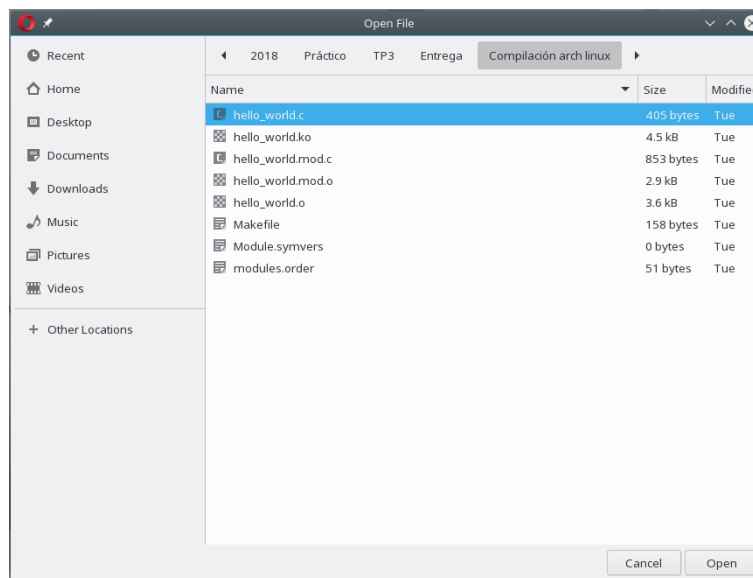 Open File
Recent
Home
Desktop
Documents
Downloads
Music
Pictures
Videos
+ Other Locations
2018 Práctico TP3 Entrega Compilación arch linux
Name Size Modifie
hello_world.c 405 bytes Tue
hello_world.ko 4.5 kB Tue
hello_world.mod.c 853 bytes Tue
hello_world.mod.o 2.9 kB Tue
hello_world.o 3.6 kB Tue
Makefile 158 bytes Tue
Module.symvers 0 bytes Tue
modules.order 51 bytes Tue
Cancel Open